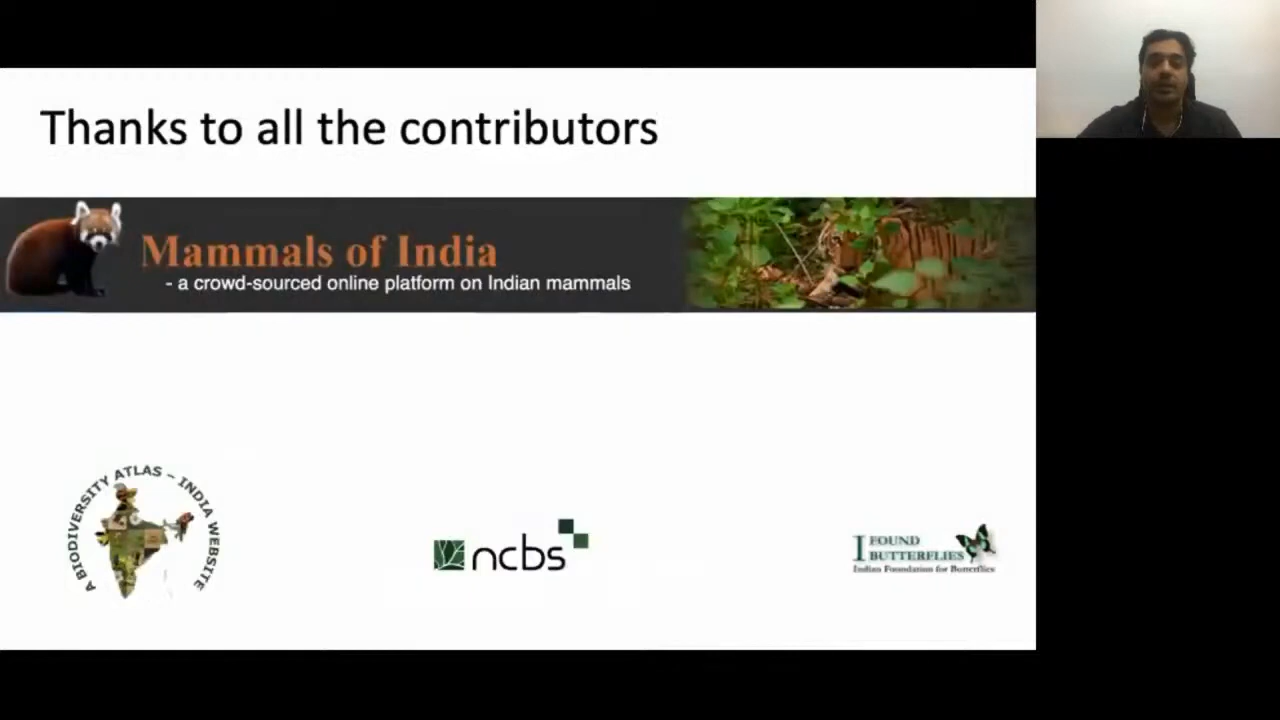 Thanks to all the contributors
Mammals of India
- a crowd-sourced online platform on Indian mammals
A BIODIVERSITY ATLAS – INDIA WEBSITE
ncbs
I FOUND
BUTTERFLIES
Indian Foundation for Butterflies